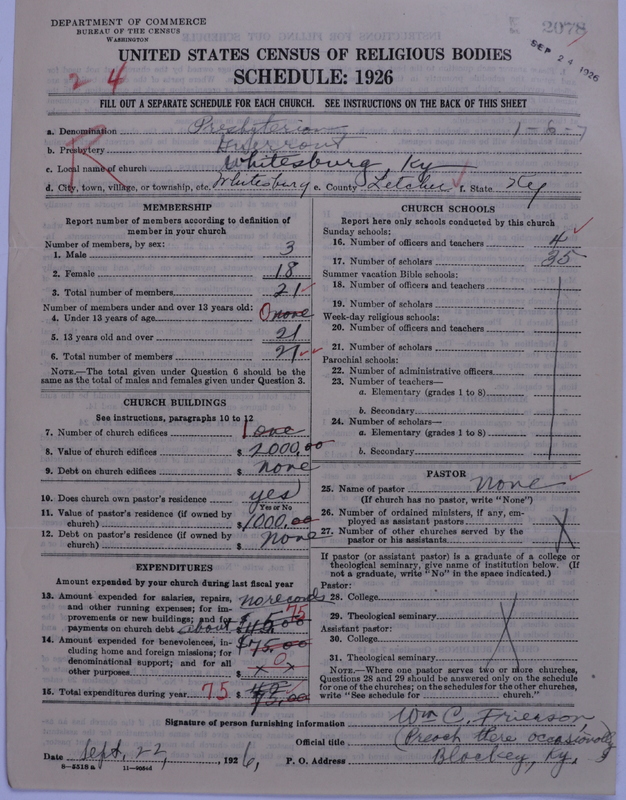 DEPARTMENT OF COMMERCE
BUREAU OF THE CENSUS
WASHINGTON
2078
SEP 24 1926
UNITED STATES CENSUS OF RELIGIOUS BODIES
2 4
SCHEDULE: 1926
FILL OUT A SEPARATE SCHEDULE FOR EACH CHURCH. SEE INSTRUCTIONS ON THE BACK OF THIS SHEET
a. Denomination Presbyterian 1-6-7
b. Presbytery
c. Local name of church Whitesburg Ky
d. City, town, village, or township, etc. Whitesburg e. County Letcher f. State Ky
MEMBERSHIP
Report number of members according to definition of
member in your church
Number of members, by sex:
1. Male 3
2. Female 18
3. Total number of members 21
Number of members under and over 13 years old:
4. Under 13 years of age 0 none
5. 13 years old and over 21
6. Total number of members 21
NOTE.—The total given under Question 6 should be
same as the total of males and females given under Question 3.
CHURCH BUILDINGS
See instructions, paragraphs 10 to 12
7. Number of church edifices 1 one
8. Value of church edifices $ 2000.00
9. Debt on church edifices $ none
10. Does church own pastor's residence yes
Yes or No
11. Value of pastor's residence (if owned by
church) $ 1000.00
12. Debt on pastor's residence (if owned by
church) $ none
EXPENDITURES
Amount expended by your church during last fiscal year
13. Amount expended for salaries, repairs, no records
and other running expenses; for im-
provements or new buildings; and for 75
payments on church debt about $
14. Amount expended for benevolences, in- $ 75.00
cluding home and foreign missions; for
denominational support; and for all 0
other purposes $ x x
15. Total expenditures during year 75 $
CHURCH SCHOOLS
Report here only schools conducted by this church
Sunday schools:
16. Number of officers and teachers 4
17. Number of scholars 35
Summer vacation Bible schools:
18. Number of officers and teachers
19. Number of scholars
Week-day religious schools:
20. Number of officers and teachers
21. Number of scholars
Parochial schools:
22. Number of administrative officers
23. Number of teachers—
a. Elementary (grades 1 to 8)
b. Secondary
24. Number of scholars—
a. Elementary (grades 1 to 8)
b. Secondary
PASTOR
25. Name of pastor None
(If church has no pastor, write "None")
26. Number of ordained ministers, if any, em-
ployed as assistant pastors
27. Number of other churches served by the
pastor or his assistants
If pastor (or assistant pastor) is a graduate of a college or
theological seminary, give name of institution below. (If
not a graduate, write "No" in the space indicated.)
Pastor:
28. College
29. Theological seminary
Assistant pastor:
30. College
31. Theological seminary
NOTE.—Where one pastor serves two or more churches,
Questions 28 and 29 should be answered only on the schedule
for one of the churches; on the schedules for the other churches,
write "See schedule for church."
Signature of person furnishing information Wm C. Frierson,
Official title (Preach there occasionally)
Date Sept. 22, 1926, P. O. Address Blackey, Ky.
8-5518a 11-9054d